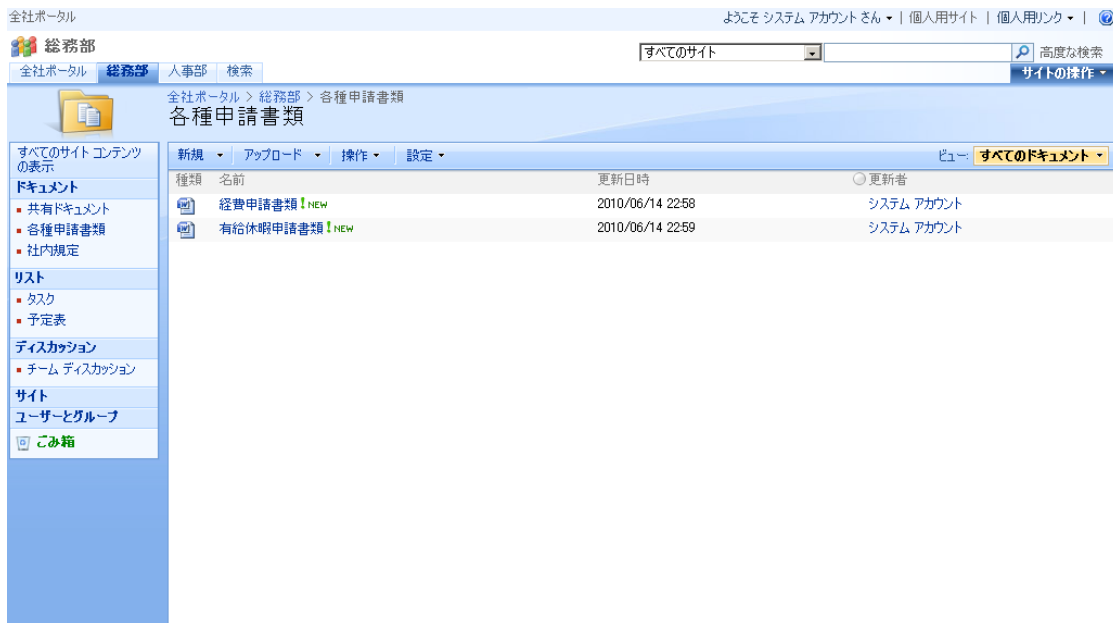 全社ポータル
ようこそ システム アカウント さん | 個人用サイト | 個人用リンク |
総務部
すべてのサイト
高度な検索
全社ポータル 総務部 人事部 検索
サイトの操作
全社ポータル > 総務部 > 各種申請書類
各種申請書類
すべてのサイト コンテンツ
の表示
ドキュメント
共有ドキュメント
各種申請書類
社内規定
リスト
タスク
予定表
ディスカッション
チーム ディスカッション
サイト
ユーザーとグループ
ごみ箱
新規 アップロード 操作 設定
ビュー: すべてのドキュメント
種類 名前 更新日時 更新者
経費申請書類 ! NEW 2010/06/14 22:58 システム アカウント
有給休暇申請書類 ! NEW 2010/06/14 22:59 システム アカウント